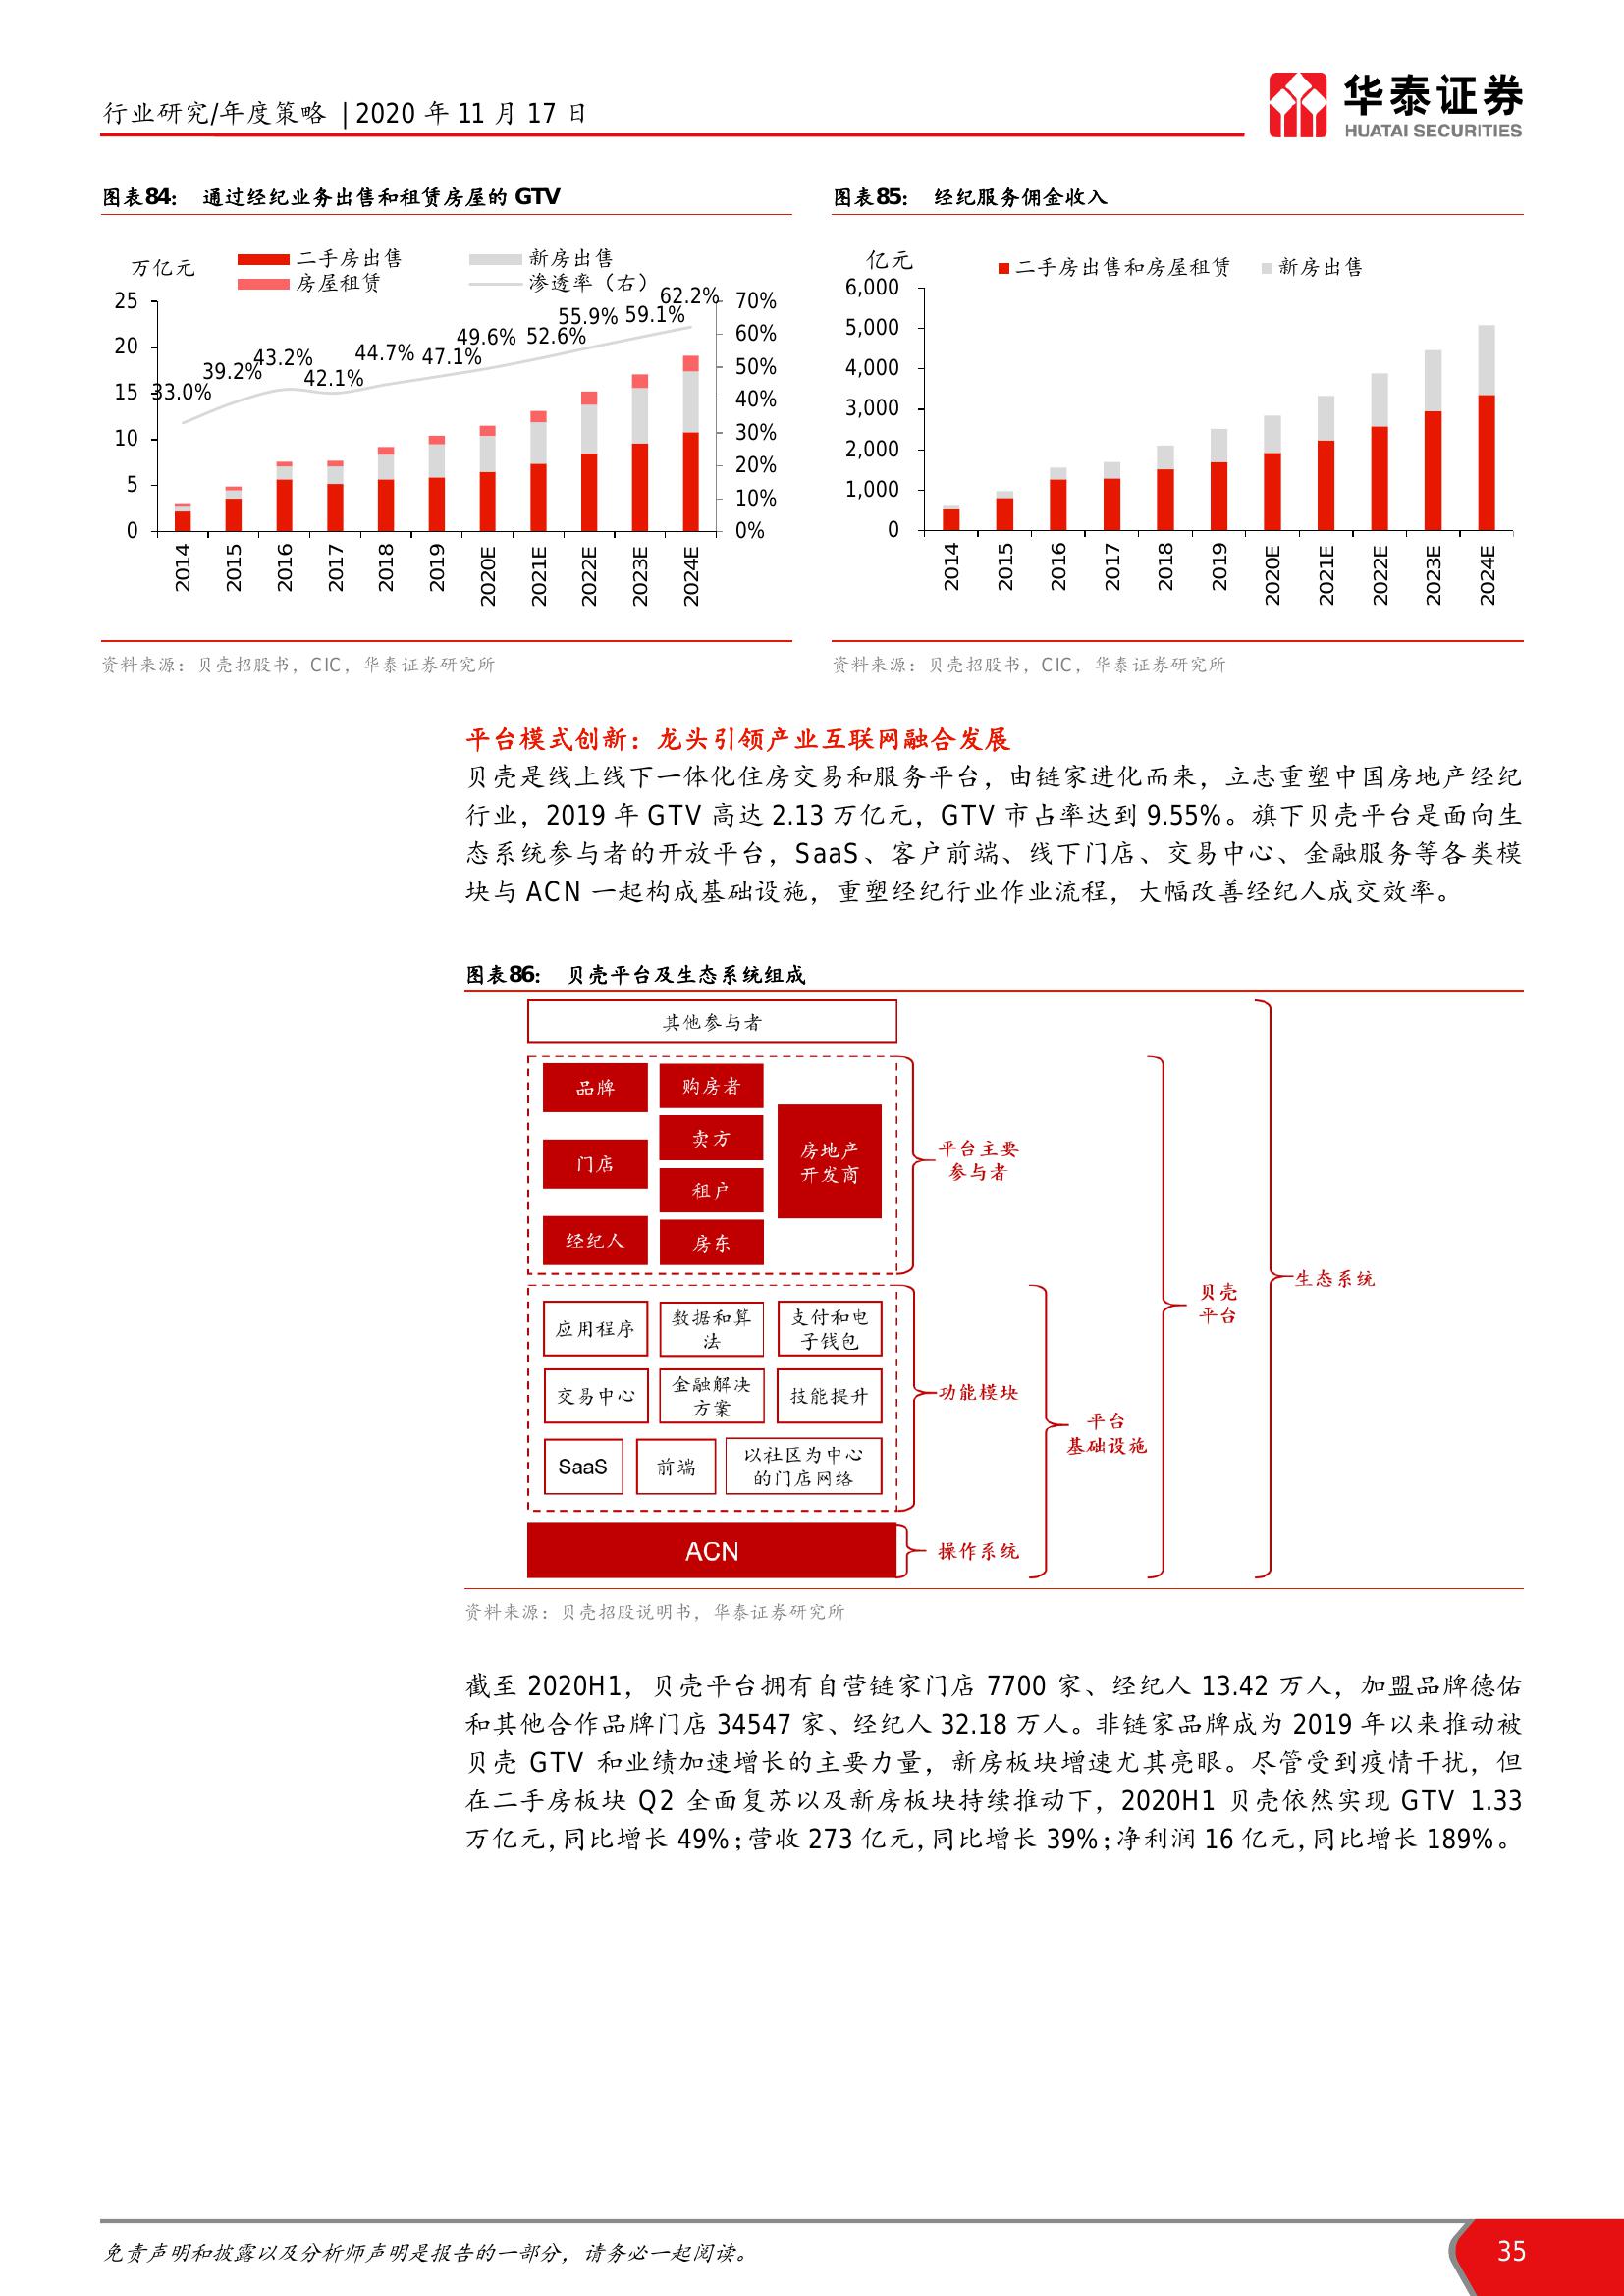 行业研究/年度策略 | 2020 年 11 月 17 日
华泰证券
HUATAI SECURITIES
图表84： 通过经纪业务出售和租赁房屋的 GTV
万亿元
二手房出售
新房出售
房屋租赁
渗透率（右）
25
20
15
10
5
0
33.0%
39.2%
43.2%
42.1%
44.7%
47.1%
49.6%
52.6%
55.9%
59.1%
62.2%
70%
60%
50%
40%
30%
20%
10%
0%
2014
2015
2016
2017
2018
2019
2020E
2021E
2022E
2023E
2024E
资料来源：贝壳招股书，CIC，华泰证券研究所
图表85： 经纪服务佣金收入
亿元
二手房出售和房屋租赁
新房出售
6,000
5,000
4,000
3,000
2,000
1,000
0
2014
2015
2016
2017
2018
2019
2020E
2021E
2022E
2023E
2024E
资料来源：贝壳招股书，CIC，华泰证券研究所
平台模式创新：龙头引领产业互联网融合发展
贝壳是线上线下一体化住房交易和服务平台，由链家进化而来，立志重塑中国房地产经纪
行业，2019 年 GTV 高达 2.13 万亿元，GTV 市占率达到 9.55%。旗下贝壳平台是面向生
态系统参与者的开放平台，SaaS、客户前端、线下门店、交易中心、金融服务等各类模
块与 ACN 一起构成基础设施，重塑经纪行业作业流程，大幅改善经纪人成交效率。
图表86： 贝壳平台及生态系统组成
其他参与者
品牌
门店
经纪人
购房者
卖方
租户
房东
房地产
开发商
平台主要
参与者
应用程序
数据和算
法
支付和电
子钱包
交易中心
金融解决
方案
技能提升
SaaS
前端
以社区为中心
的门店网络
功能模块
ACN
操作系统
平台
基础设施
贝壳
平台
生态系统
资料来源：贝壳招股说明书，华泰证券研究所
截至 2020H1，贝壳平台拥有自营链家门店 7700 家、经纪人 13.42 万人，加盟品牌德佑
和其他合作品牌门店 34547 家、经纪人 32.18 万人。非链家品牌成为 2019 年以来推动被
贝壳 GTV 和业绩加速增长的主要力量，新房板块增速尤其亮眼。尽管受到疫情干扰，但
在二手房板块 Q2 全面复苏以及新房板块持续推动下，2020H1 贝壳依然实现 GTV 1.33
万亿元，同比增长 49%；营收 273 亿元，同比增长 39%；净利润 16 亿元，同比增长 189%。
免责声明和披露以及分析师声明是报告的一部分，请务必一起阅读。
35